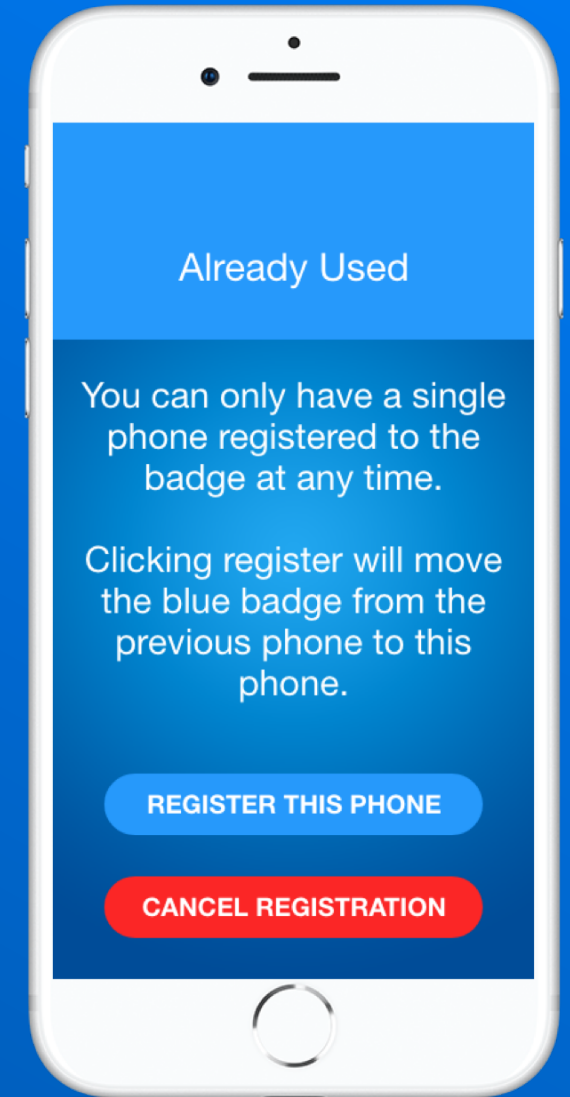 Already Used
You can only have a single
phone registered to the
badge at any time.
Clicking register will move
the blue badge from the
previous phone to this
phone.
REGISTER THIS PHONE
CANCEL REGISTRATION